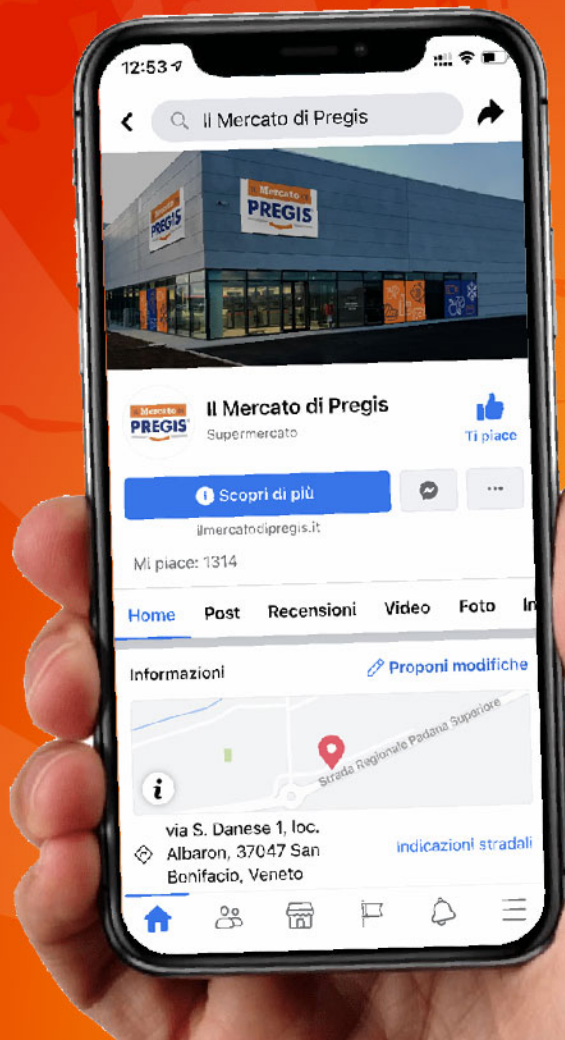 12:53
Il Mercato di Pregis
Mercato
PREGIS
Mercato
PREGIS
Mercato
PREGIS
Il Mercato di Pregis
Supermercato
Ti piace
Scopri di più
ilmercatodipregis.it
Mi piace: 1314
Home Post Recensioni Video Foto In
Informazioni
Proponi modifiche
Strada Regionale Padana Superiore
via S. Danese 1, loc.
Albaron, 37047 San
Bonifacio, Veneto
Indicazioni stradali